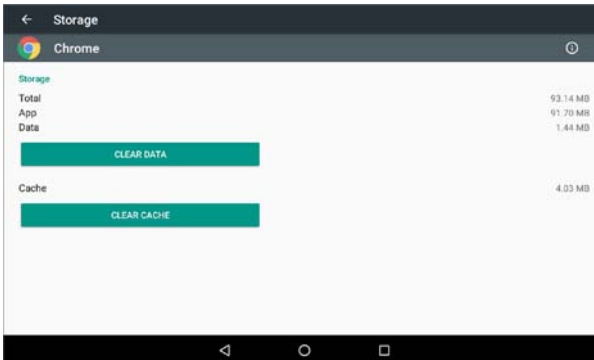 Storage
Chrome
Storage
Total 93.14 MB
App 91.70 MB
Data 1.44 MB
CLEAR DATA
Cache 4.03 MB
CLEAR CACHE